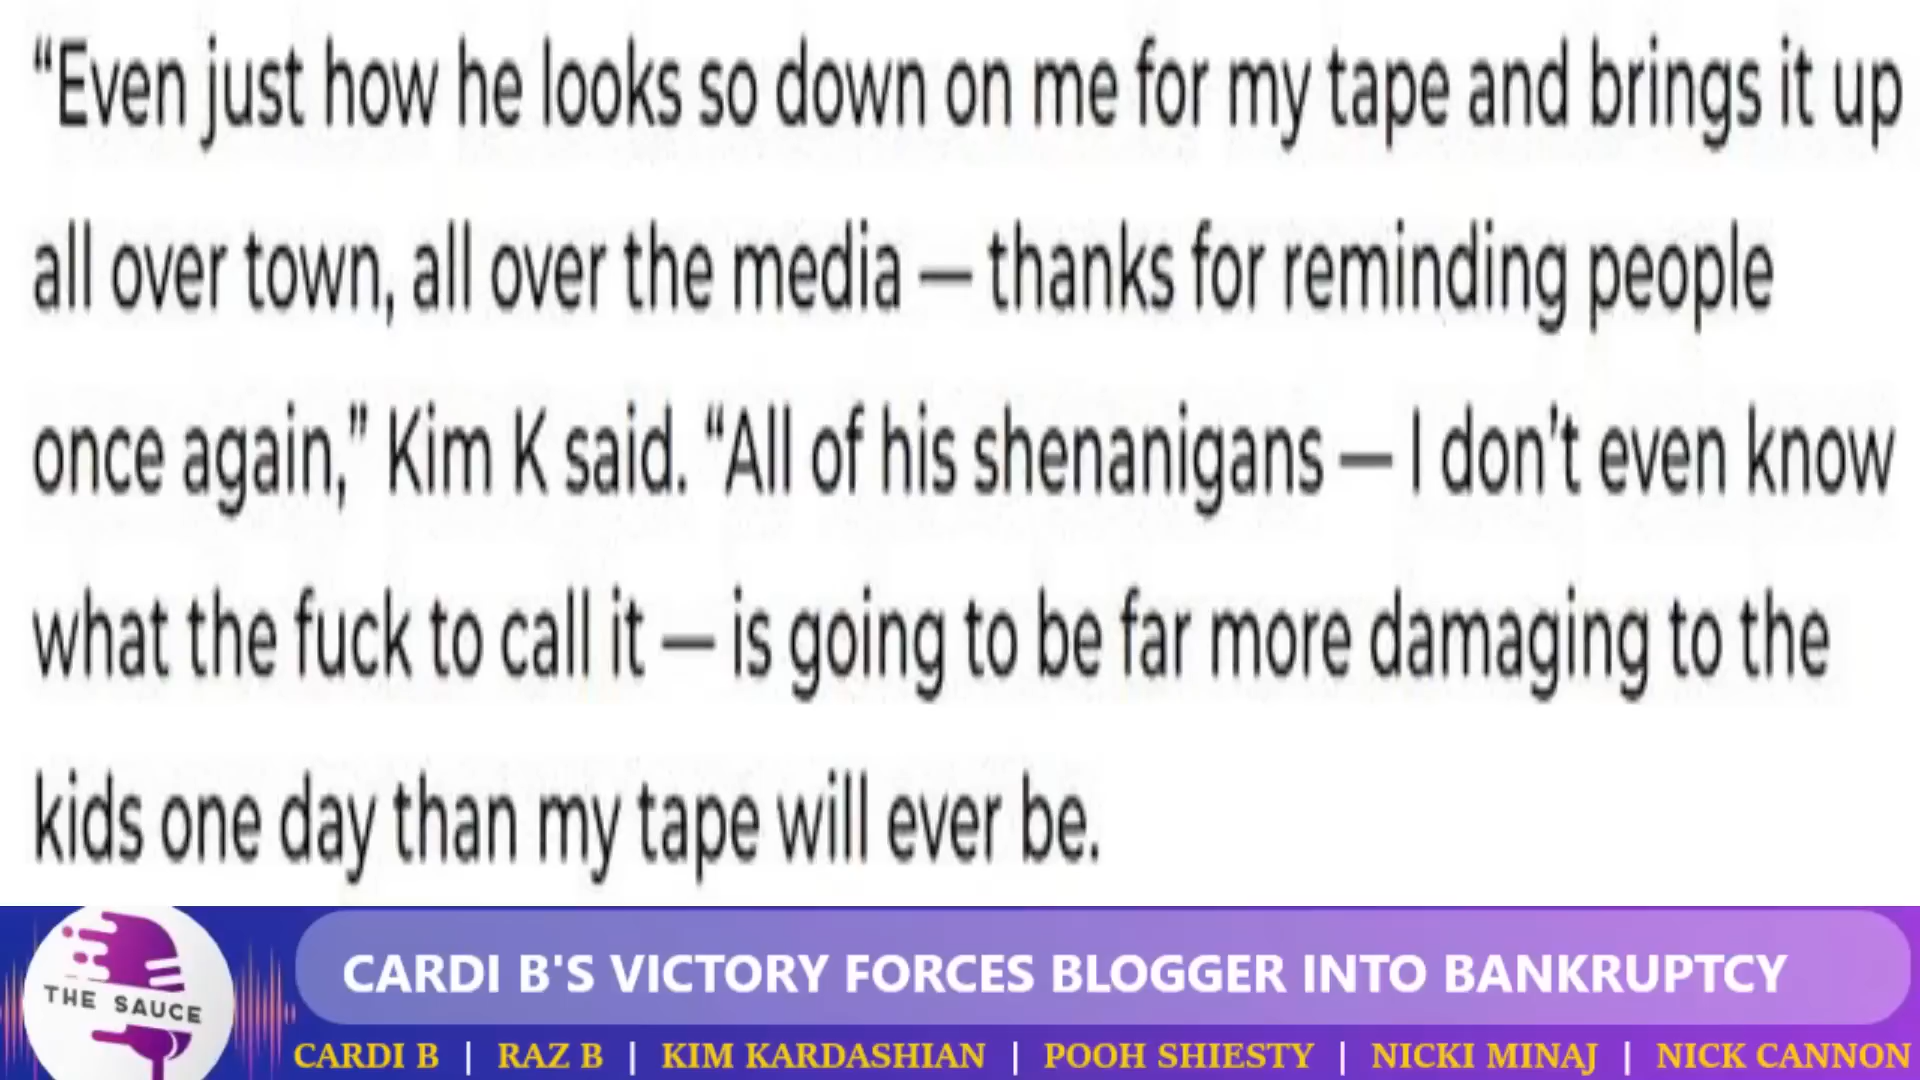 “Even just how he looks so down on me for my tape and brings it up
all over town, all over the media — thanks for reminding people
once again,” Kim K said. “All of his shenanigans — I don’t even know
what the fuck to call it — is going to be far more damaging to the
kids one day than my tape will ever be.
THE SAUCE
CARDI B'S VICTORY FORCES BLOGGER INTO BANKRUPTCY
CARDI B | RAZ B | KIM KARDASHIAN | POOH SHIESTY | NICKI MINAJ | NICK CANNON